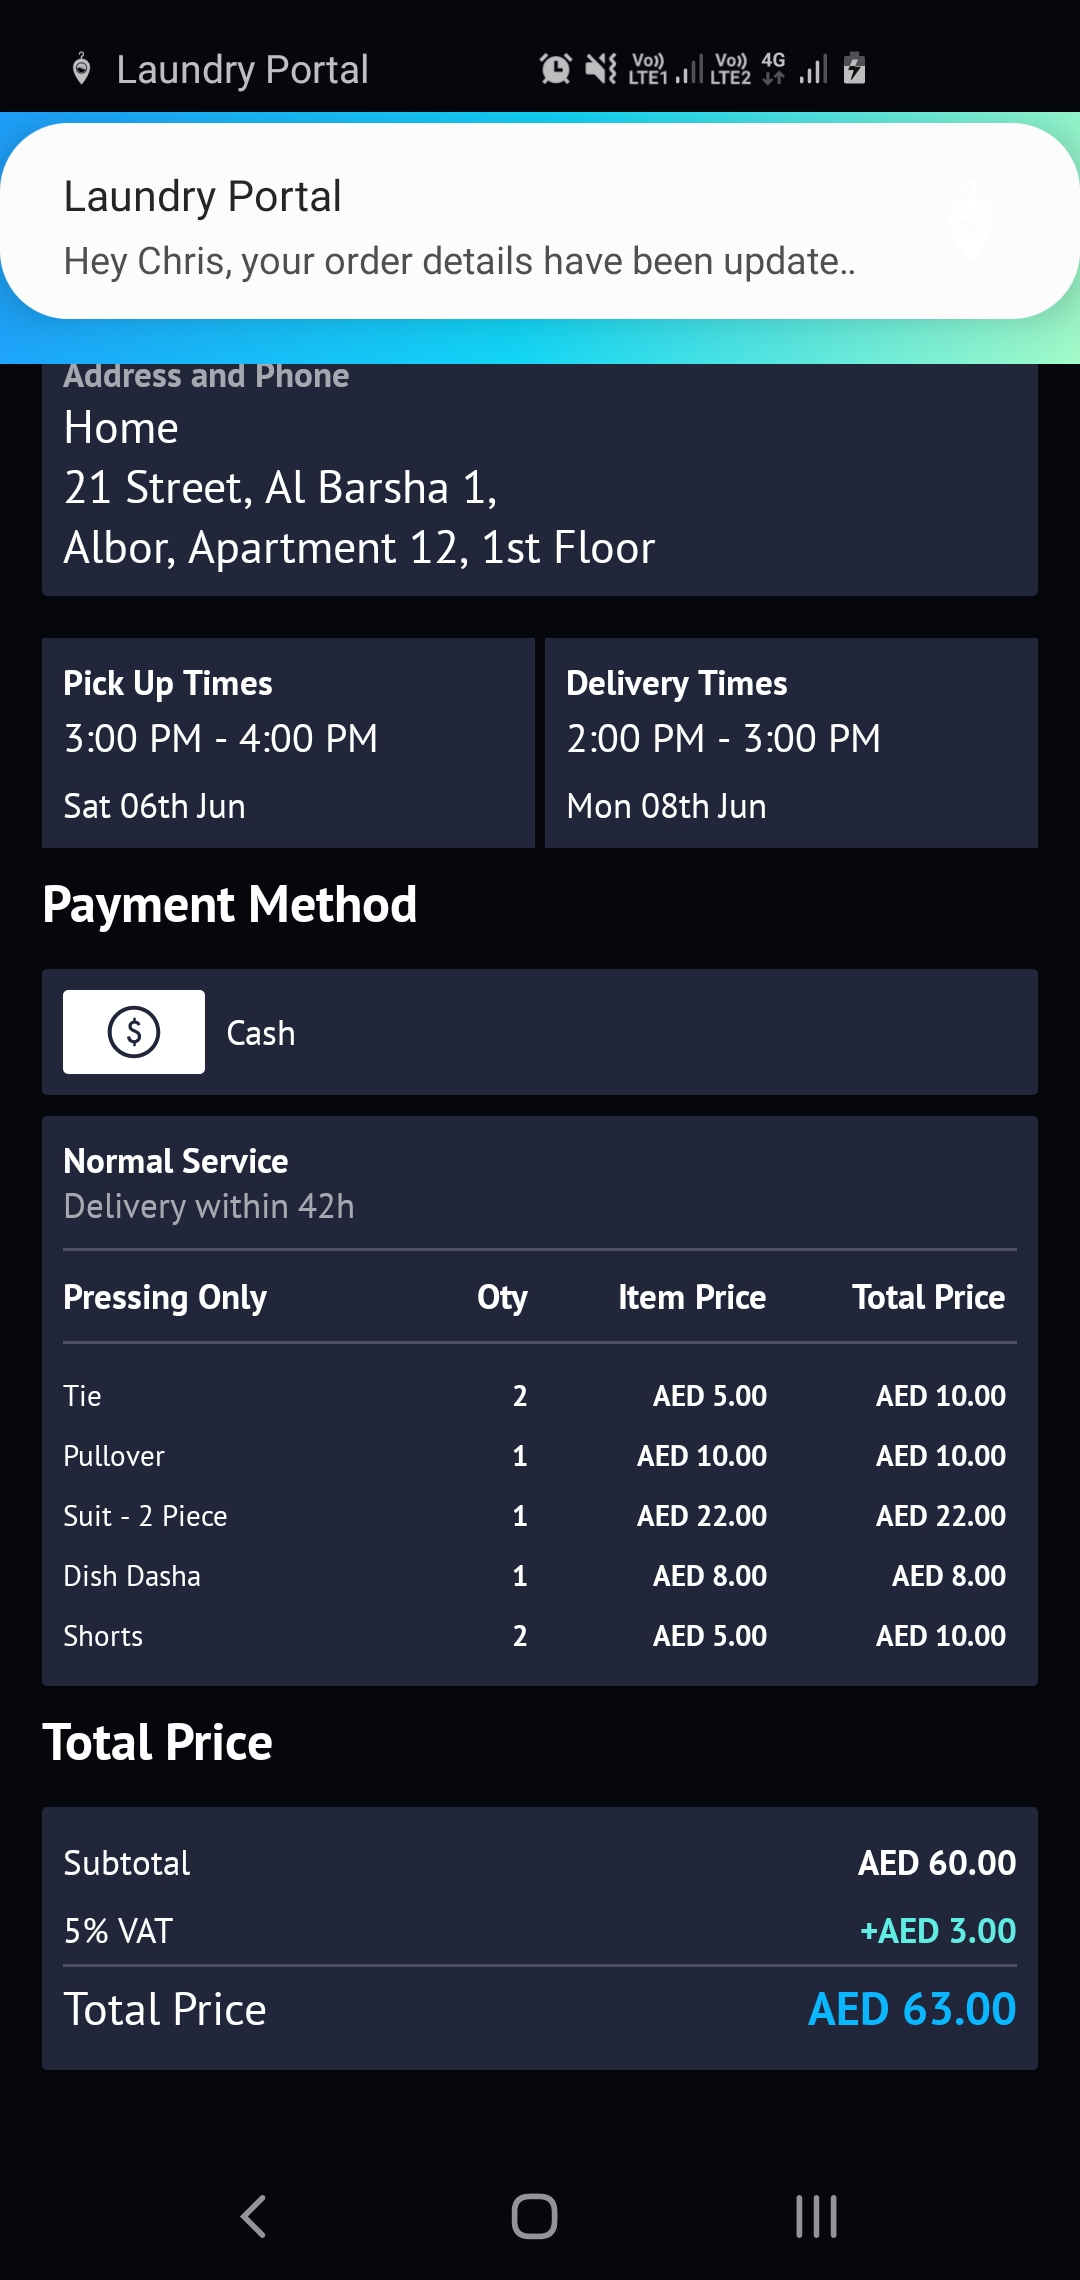 Laundry Portal
Vo)) LTE1 Vo)) LTE2 4G
Laundry Portal
Hey Chris, your order details have been update..
Address and Phone
Home
21 Street, Al Barsha 1,
Albor, Apartment 12, 1st Floor
Pick Up Times Delivery Times
3:00 PM - 4:00 PM 2:00 PM - 3:00 PM
Sat 06th Jun Mon 08th Jun
Payment Method
$ Cash
Normal Service
Delivery within 42h
Pressing Only Qty Item Price Total Price
Tie 2 AED 5.00 AED 10.00
Pullover 1 AED 10.00 AED 10.00
Suit - 2 Piece 1 AED 22.00 AED 22.00
Dish Dasha 1 AED 8.00 AED 8.00
Shorts 2 AED 5.00 AED 10.00
Total Price
Subtotal AED 60.00
5% VAT +AED 3.00
Total Price AED 63.00